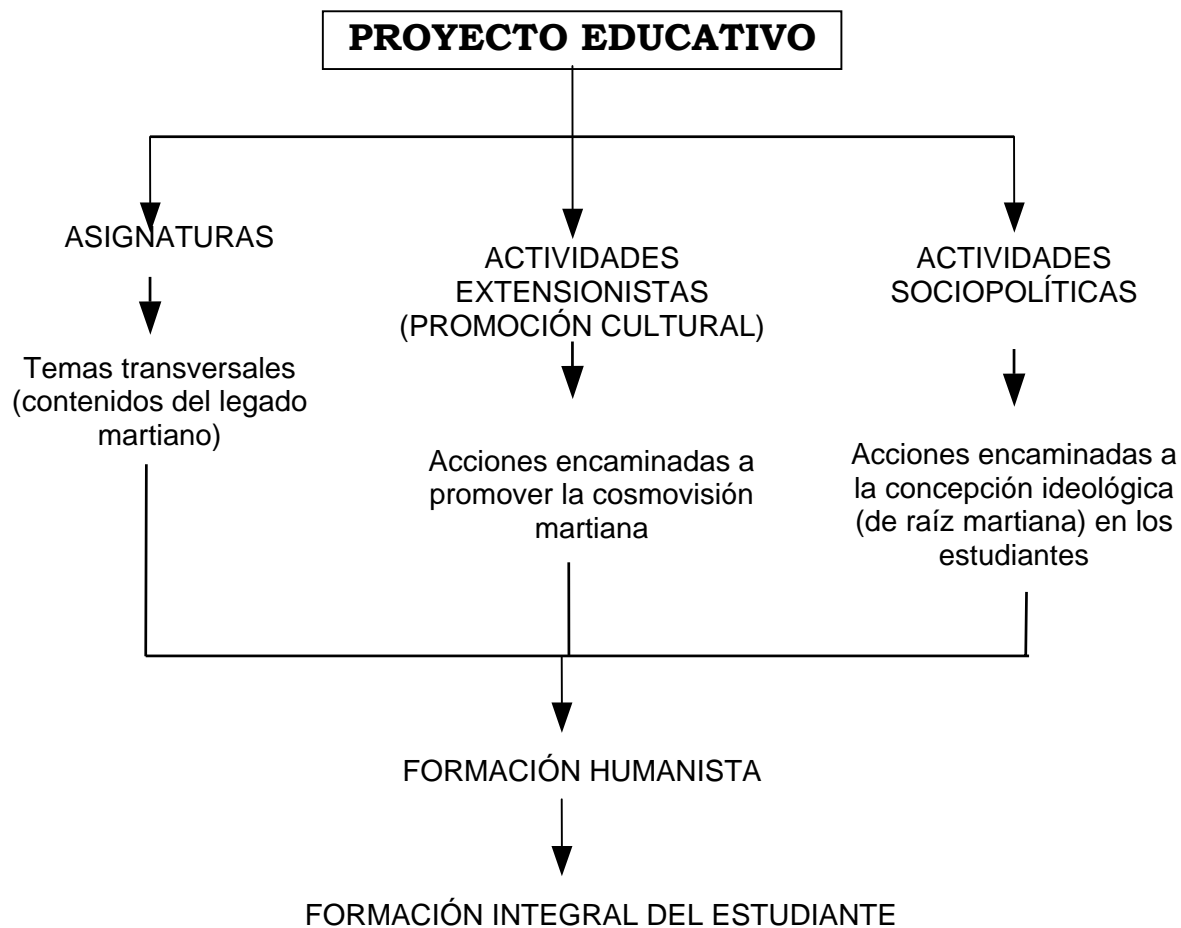 PROYECTO EDUCATIVO
ASIGNATURAS
Temas transversales
(contenidos del legado
martiano)
ACTIVIDADES
EXTENSIONISTAS
(PROMOCIÓN CULTURAL)
Acciones encaminadas a
promover la cosmovisión
martiana
ACTIVIDADES
SOCIOPOLÍTICAS
Acciones encaminadas a
la concepción ideológica
(de raíz martiana) en los
estudiantes
FORMACIÓN HUMANISTA
FORMACIÓN INTEGRAL DEL ESTUDIANTE